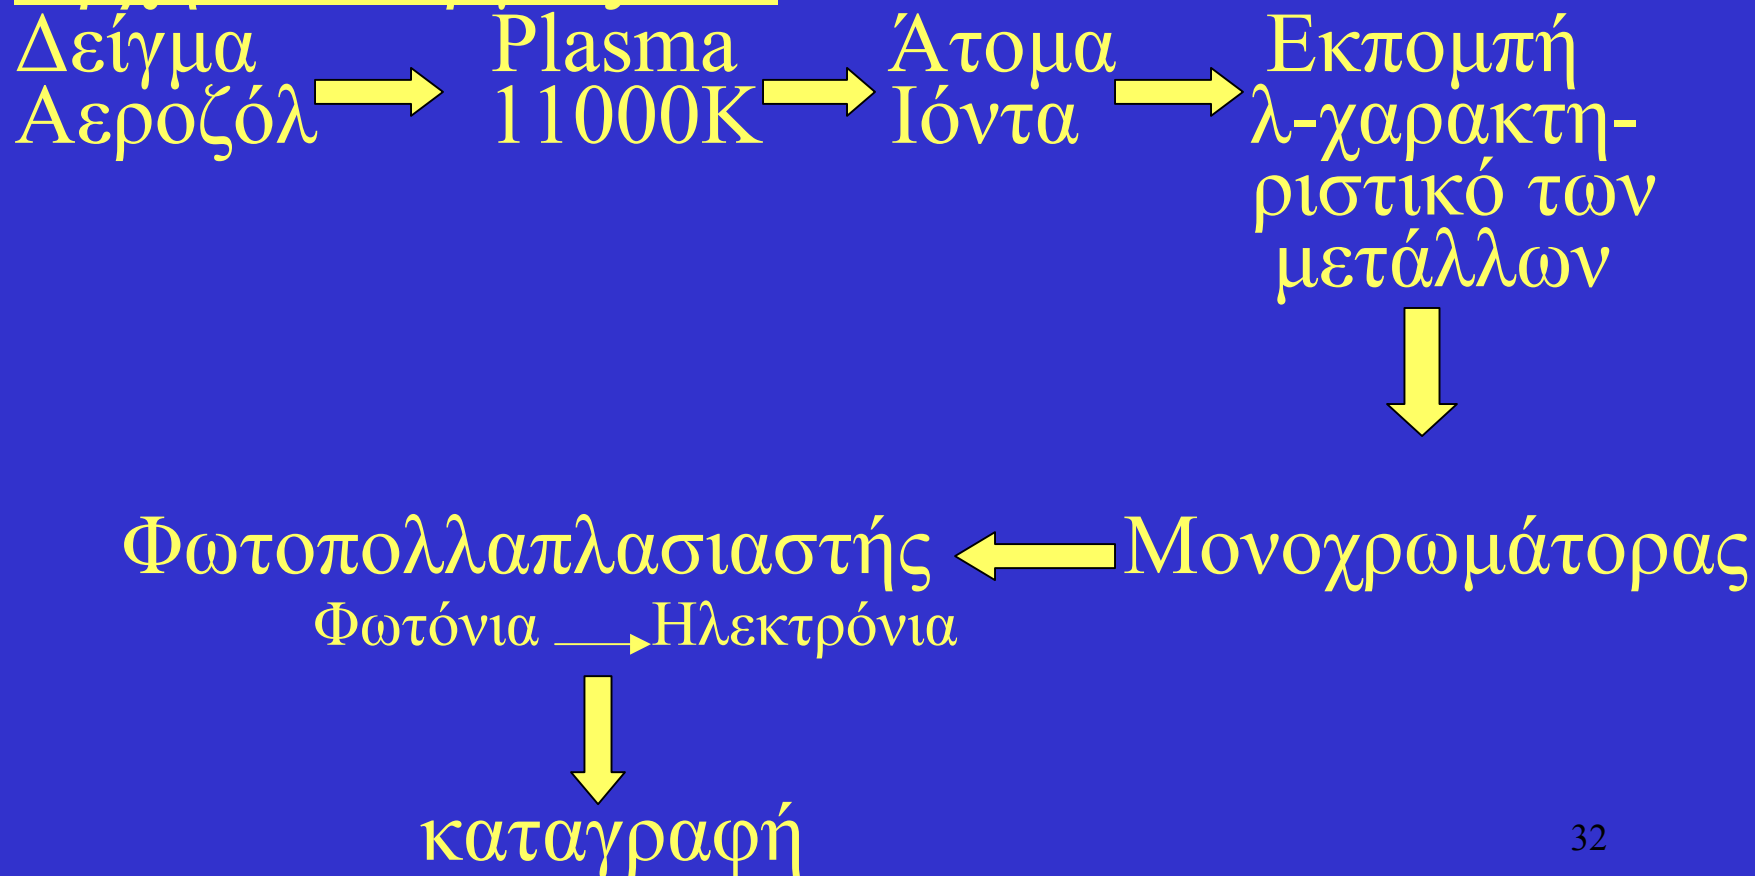 Δείγμα
Αεροζόλ
Plasma
11000K
Άτομα
Ιόντα
Εκπομπή
λ-χαρακτη-
ριστικό των
μετάλλων
Μονοχρωμάτορας
Φωτοπολλαπλασιαστής
Φωτόνια
Ηλεκτρόνια
καταγραφή
32